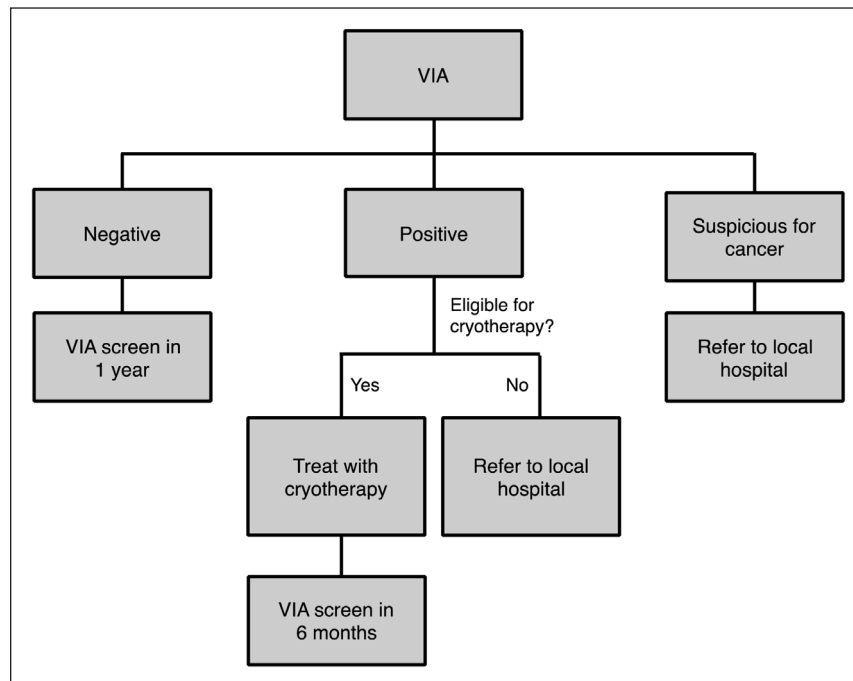 VIA
Negative
Positive
Suspicious for
cancer
VIA screen in
1 year
Eligible for
cryotherapy?
Refer to local
hospital
Yes
No
Treat with
cryotherapy
Refer to local
hospital
VIA screen in
6 months